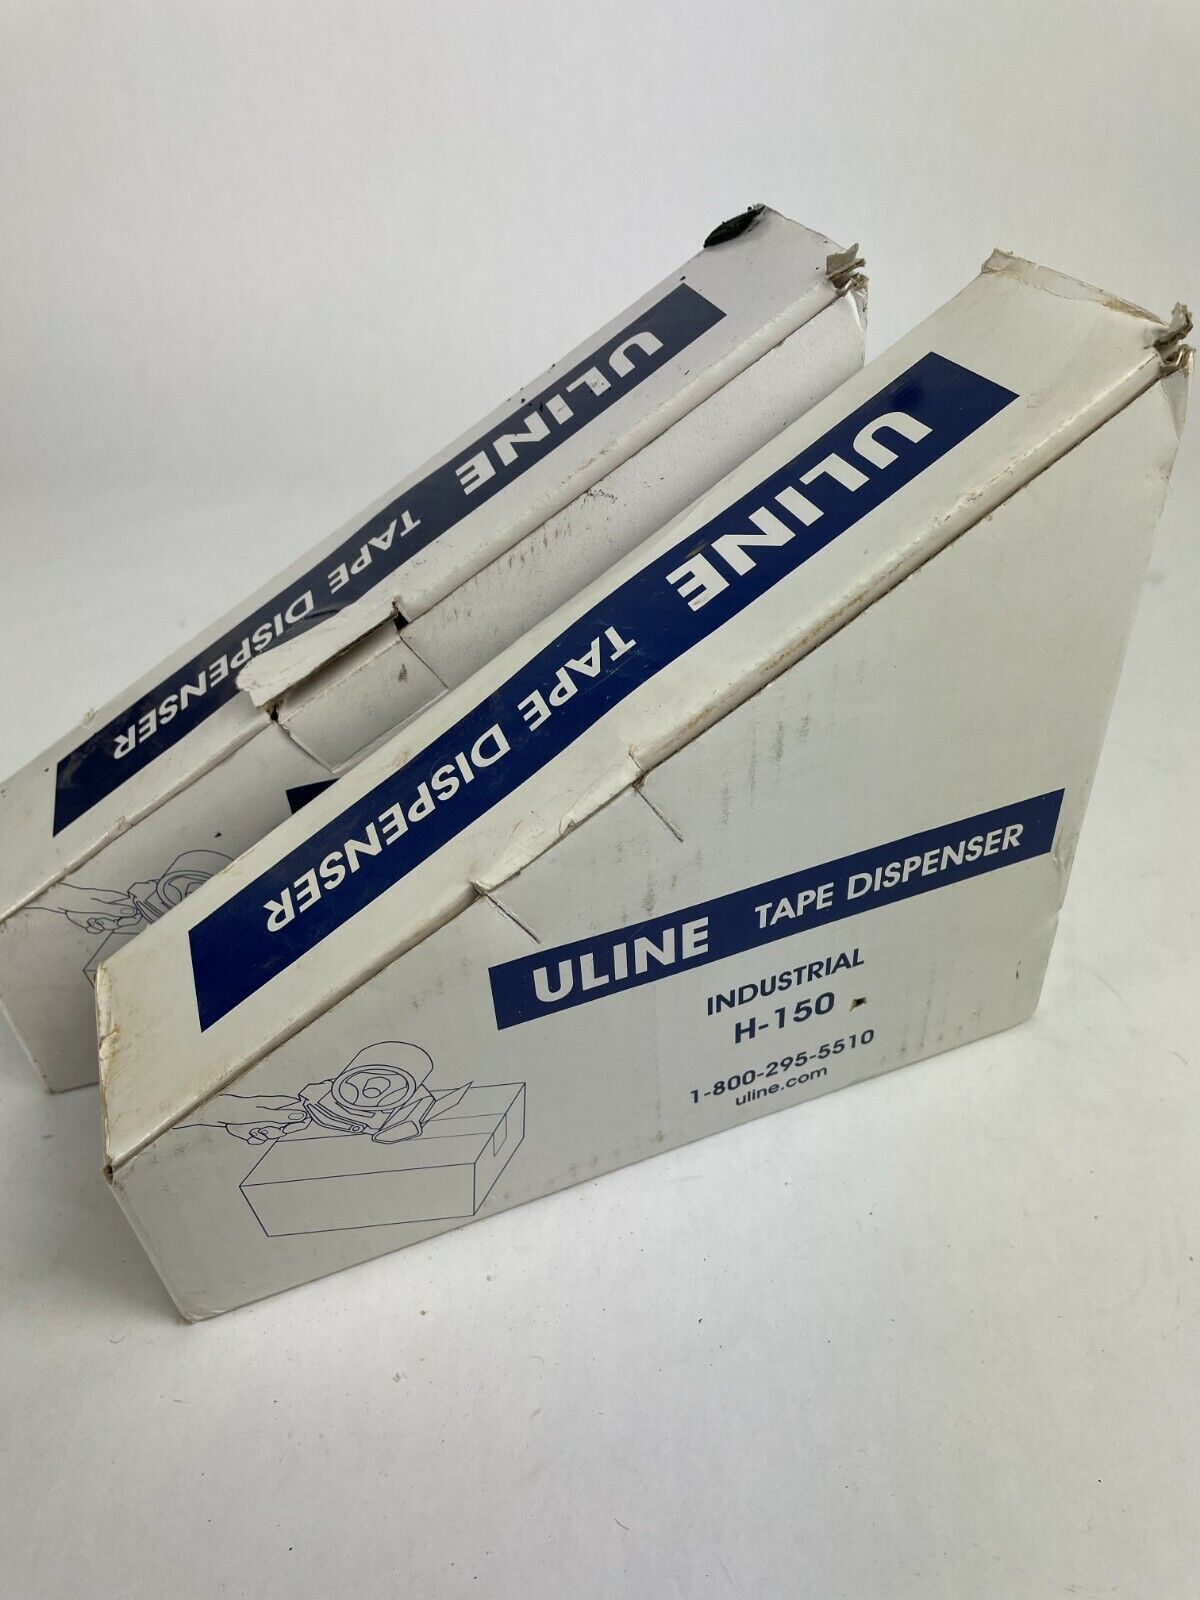 ULINE TAPE DISPENSER
ULINE TAPE DISPENSER
ULINE TAPE DISPENSER
INDUSTRIAL
H-150
1-800-295-5510
uline.com